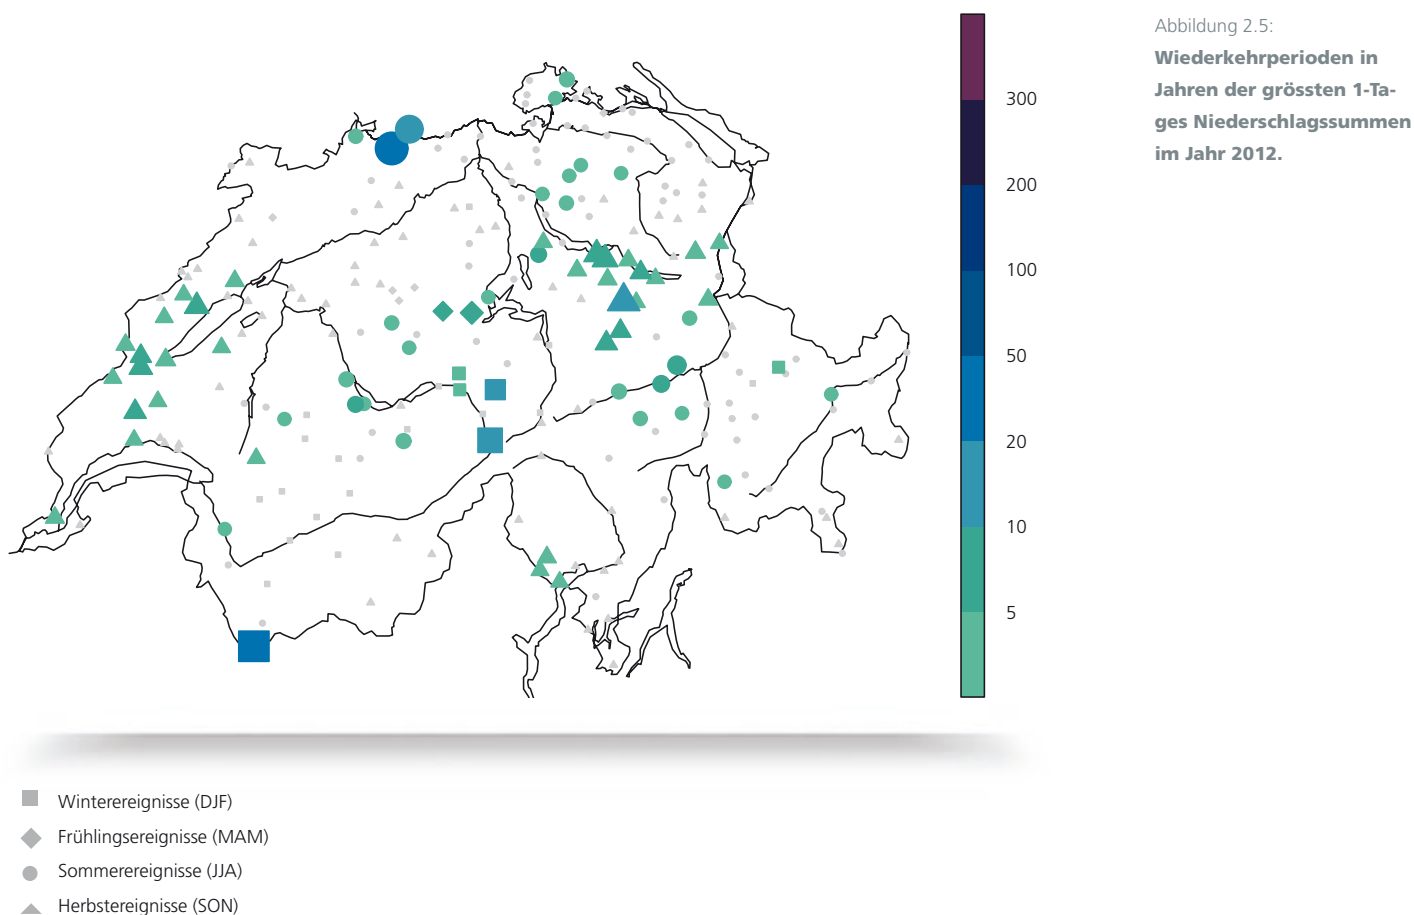 Abbildung 2.5:
Wiederkehrperioden in
Jahren der grössten 1-Ta-
ges Niederschlagssummen
im Jahr 2012.
300
200
100
50
20
10
5
Winterereignisse (DJF)
Frühlingsereignisse (MAM)
Sommerereignisse (JJA)
Herbstereignisse (SON)